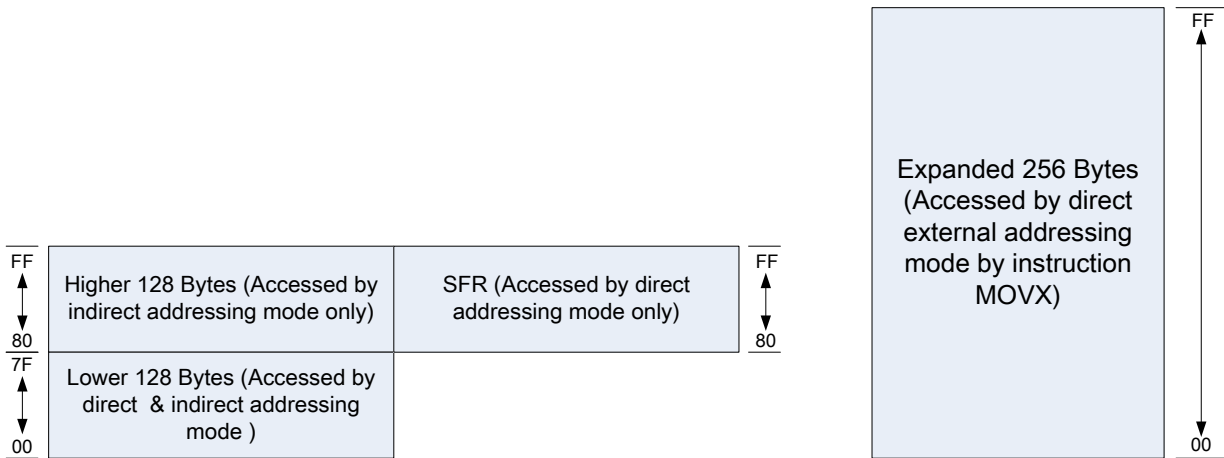 FF
80
7F
00
Higher 128 Bytes (Accessed by
indirect addressing mode only)
SFR (Accessed by direct
addressing mode only)
FF
80
Lower 128 Bytes (Accessed by
direct & indirect addressing
mode )
Expanded 256 Bytes
(Accessed by direct
external addressing
mode by instruction
MOVX)
FF
00